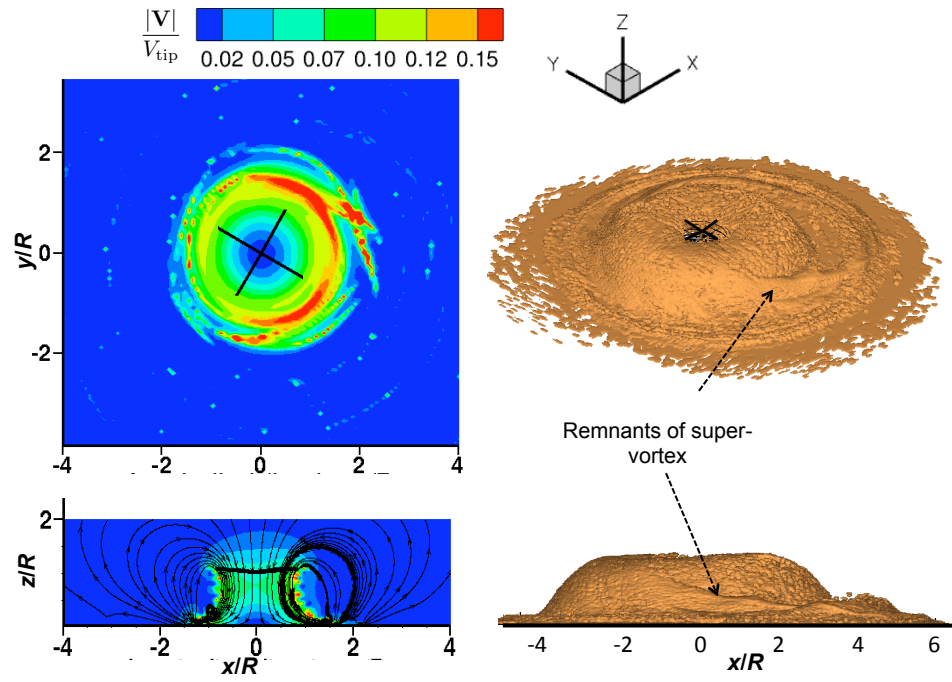 |V|
V_tip
0.02 0.05 0.07 0.10 0.12 0.15
Z
Y
X
2
0
-2
y/R
-4 -2 0 2 4
Remnants of super-
vortex
2
z/R
-4 -2 0 2 4
x/R
-4 -2 0 2 4 6
x/R